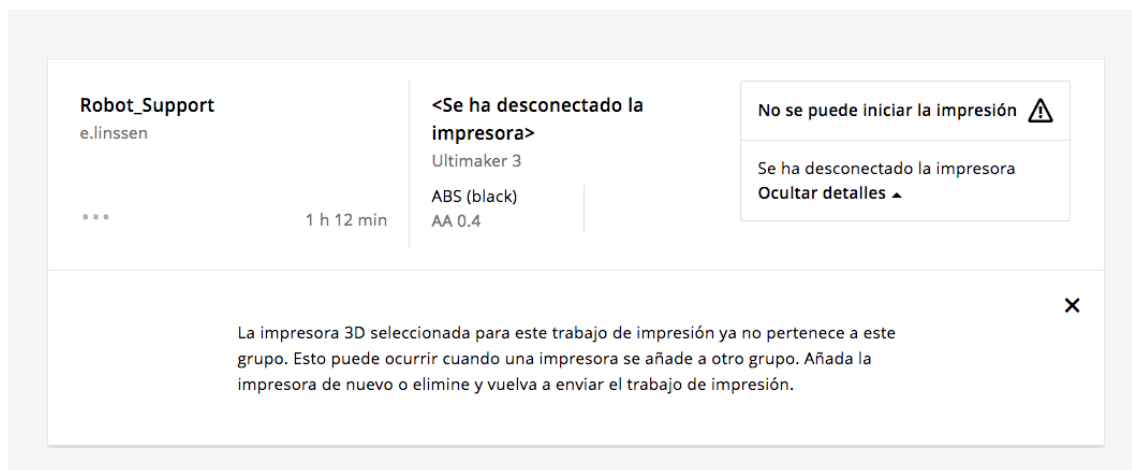 Robot_Support
e.linssen
1 h 12 min
<Se ha desconectado la
impresora>
Ultimaker 3
ABS (black)
AA 0.4
No se puede iniciar la impresión
Se ha desconectado la impresora
Ocultar detalles
La impresora 3D seleccionada para este trabajo de impresión ya no pertenece a este
grupo. Esto puede ocurrir cuando una impresora se añade a otro grupo. Añada la
impresora de nuevo o elimine y vuelva a enviar el trabajo de impresión.